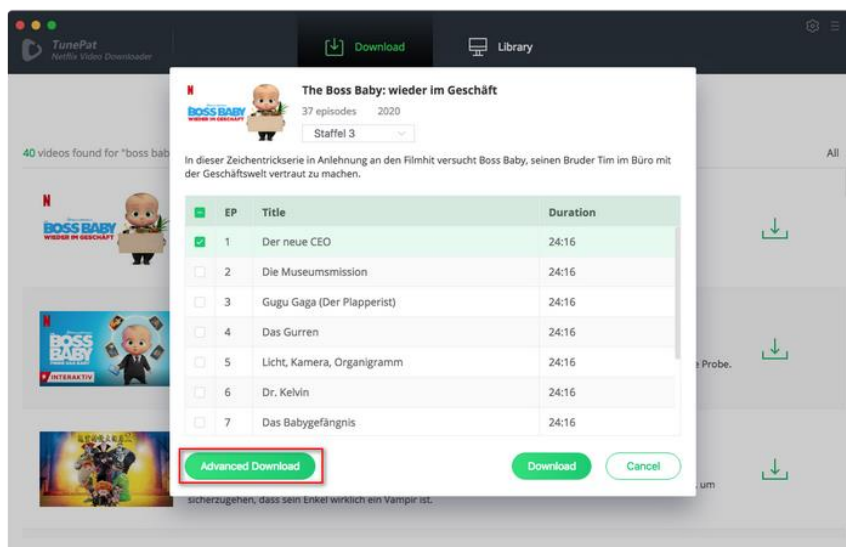 TunePat
Netflix Video Downloader
Download
Library
40 videos found for "boss bab
All
N
BOSS BABY
WIEDER IM GESCHÄFT
The Boss Baby: wieder im Geschäft
37 episodes 2020
Staffel 3
In dieser Zeichentrickserie in Anlehnung an den Filmhit versucht Boss Baby, seinen Bruder Tim im Büro mit
der Geschäftswelt vertraut zu machen.
EP Title Duration
1 Der neue CEO 24:16
2 Die Museumsmission 24:16
3 Gugu Gaga (Der Plapperist) 24:16
4 Das Gurren 24:16
5 Licht, Kamera, Organigramm 24:16
6 Dr. Kelvin 24:16
7 Das Babygefängnis 24:16
Advanced Download
Download
Cancel
N
BOSS BABY
WIEDER IM GESCHÄFT
N
BOSS
BABY
INTERAKTIV
e Probe.
, um
sicherzugehen, dass sein Enkel wirklich ein Vampir ist.